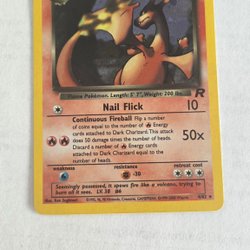 Flame Pokémon. Length: 5' 7", Weight: 200 lbs.
Nail Flick 10
Continuous Fireball Flip a number
of coins equal to the number of Energy
cards attached to Dark Charizard. This attack
does 50 damage times the number of heads.
Discard a number of Energy cards
attached to Dark Charizard equal to the
number of heads.
50x
weakness resistance retreat cost
-30
Seemingly possessed, it spews fire like a volcano, trying
to all it sees. LV. 38